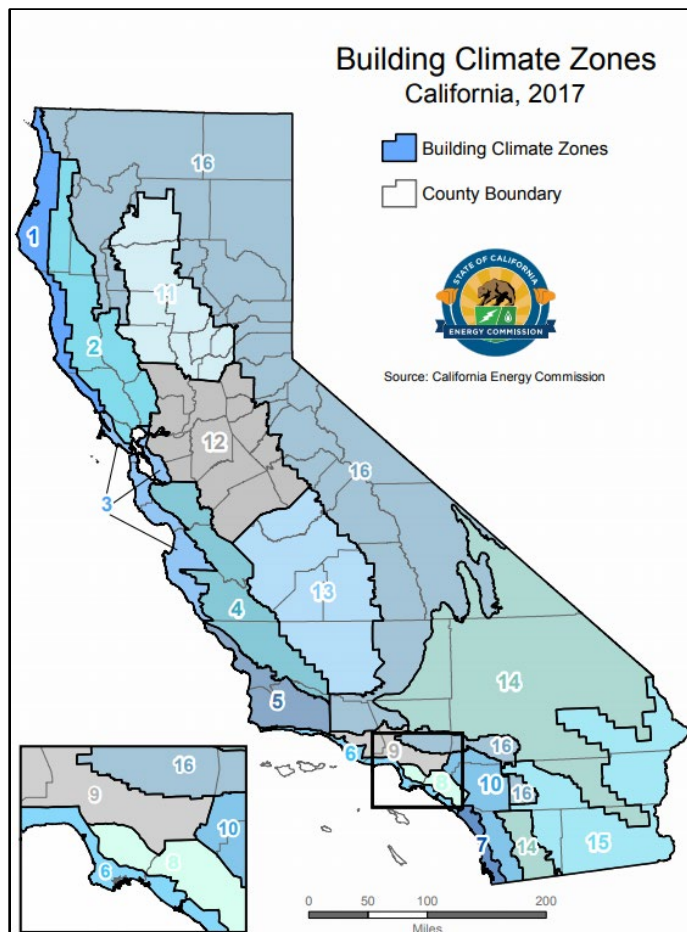 Building Climate Zones
California, 2017
Building Climate Zones
County Boundary
STATE OF CALIFORNIA
ENERGY COMMISSION
Source: California Energy Commission
16
1
11
2
12
16
3
13
4
14
5
16
6
9
8
10
16
7
14
15
16
9
10
8
6
0 50 100 200
Miles